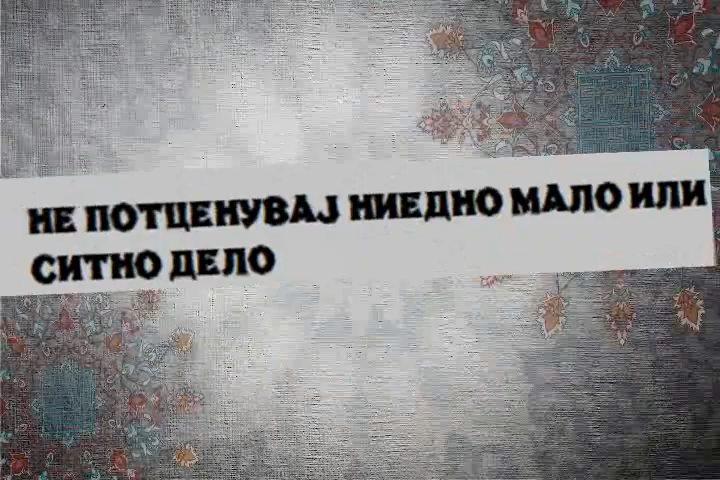 НЕ ПОТЦЕНУВАЈ НИЕДНО МАЛО ИЛИ
СИТНО ДЕЛО